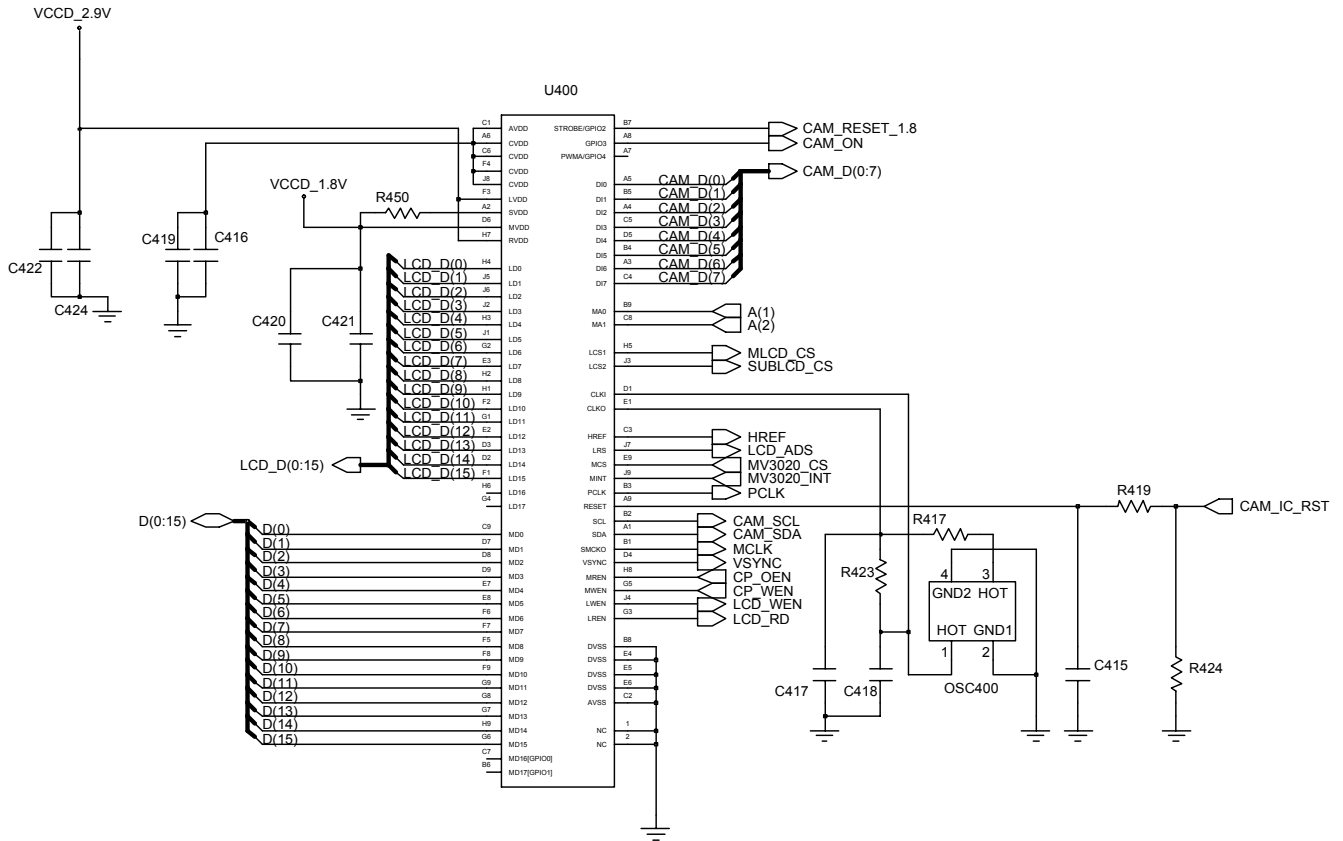 VCCD_2.9V
U400
C1 AVDD STROBE/GPIO2 B7 CAM_RESET_1.8
A6 CVDD GPIO3 A8 CAM_ON
C6 CVDD PWMA/GPIO4 A7
F4 CVDD CAM_D(0:7)
J8 CVDD DI0 A5 CAM_D(0)
F3 LVDD DI1 B5 CAM_D(1)
A2 SVDD DI2 A4 CAM_D(2)
D6 MVDD DI3 C5 CAM_D(3)
H7 RVDD DI4 D5 CAM_D(4)
DI5 B4 CAM_D(5)
DI6 A3 CAM_D(6)
DI7 C4 CAM_D(7)
VCCD_1.8V
R450
C422
C424
C419
C416
C420
C421
LCD_D(0) H4 LD0
LCD_D(1) J5 LD1
LCD_D(2) J6 LD2
LCD_D(3) J2 LD3
LCD_D(4) H3 LD4
LCD_D(5) J1 LD5
LCD_D(6) G2 LD6
LCD_D(7) E3 LD7
LCD_D(8) H2 LD8
LCD_D(9) H1 LD9
LCD_D(10) F2 LD10
LCD_D(11) G1 LD11
LCD_D(12) E2 LD12
LCD_D(13) D3 LD13
LCD_D(14) D2 LD14
LCD_D(15) F1 LD15
H6 LD16
G4 LD17
LCD_D(0:15)
D(0:15)
D(0) C9 MD0
D(1) D7 MD1
D(2) D8 MD2
D(3) D9 MD3
D(4) E7 MD4
D(5) E8 MD5
D(6) F6 MD6
D(7) F7 MD7
D(8) F5 MD8
D(9) F8 MD9
D(10) F9 MD10
D(11) G9 MD11
D(12) G8 MD12
D(13) G7 MD13
D(14) H9 MD14
D(15) G6 MD15
C7 MD16[GPIO0]
B6 MD17[GPIO1]
MA0 B9 A(1)
MA1 C8 A(2)
LCS1 H5 MLCD_CS
LCS2 J3 SUBLCD_CS
CLKI D1
CLKO E1
HREF C3 HREF
LRS J7 LCD_ADS
MCS E9 MV3020_CS
MINT J9 MV3020_INT
PCLK B3 PCLK
RESET A9
SCL B2 CAM_SCL
SDA A1 CAM_SDA
SMCKO B1 MCLK
VSYNC D4 VSYNC
MREN H8 CP_OEN
MWEN G5 CP_WEN
LWEN J4 LCD_WEN
LREN G3 LCD_RD
DVSS B8
DVSS E4
DVSS E5
DVSS E6
AVSS C2
NC 1
NC 2
R419
CAM_IC_RST
R417
R423
4 3
GND2 HOT
HOT GND1
1 2
OSC400
C417
C418
C415
R424